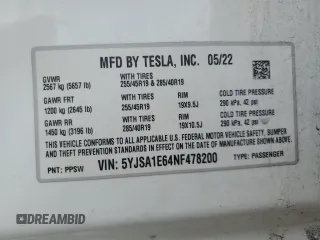 MFD BY TESLA, INC. 05/22
GVWR
2567 kg (5657 lb)
WITH TIRES
255/45R19 & 285/40R19
GAWR FRT
1200 kg (2645 lb)
WITH TIRES
255/45R19
RIM
19X9.5J
COLD TIRE PRESSURE
290 kPa, 42 psi
GAWR RR
1450 kg (3196 lb)
WITH TIRES
285/40R19
RIM
19X10.5J
COLD TIRE PRESSURE
290 kPa, 42 psi
THIS VEHICLE CONFORMS TO ALL APPLICABLE FEDERAL MOTOR
VEHICLE SAFETY, BUMPER, AND THEFT PREVENTION STANDARDS IN
EFFECT ON THE DATE OF MANUFACTURE SHOWN ABOVE.
PNT: PPSW
VIN: 5YJSA1E64NF478200
TYPE: PASSENGER
IDREAMBID